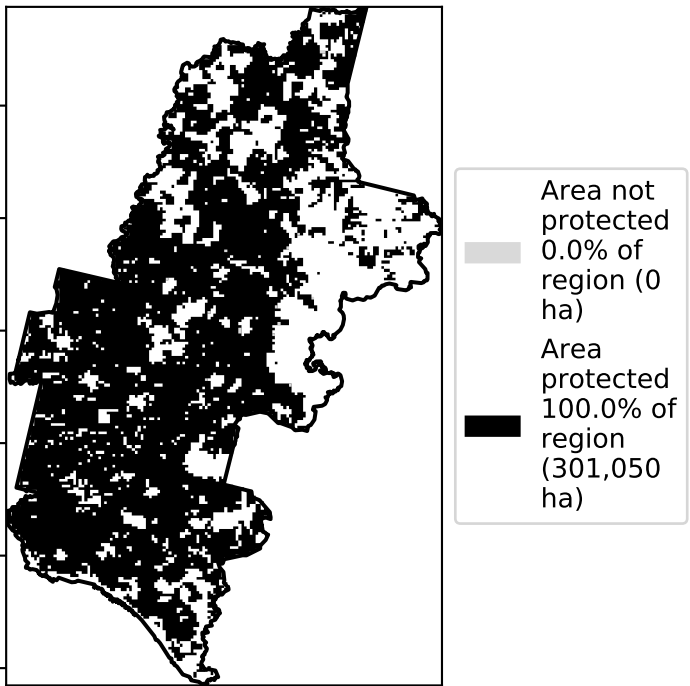 Area not
protected
0.0% of
region (0
ha)
Area
protected
100.0% of
region
(301,050
ha)